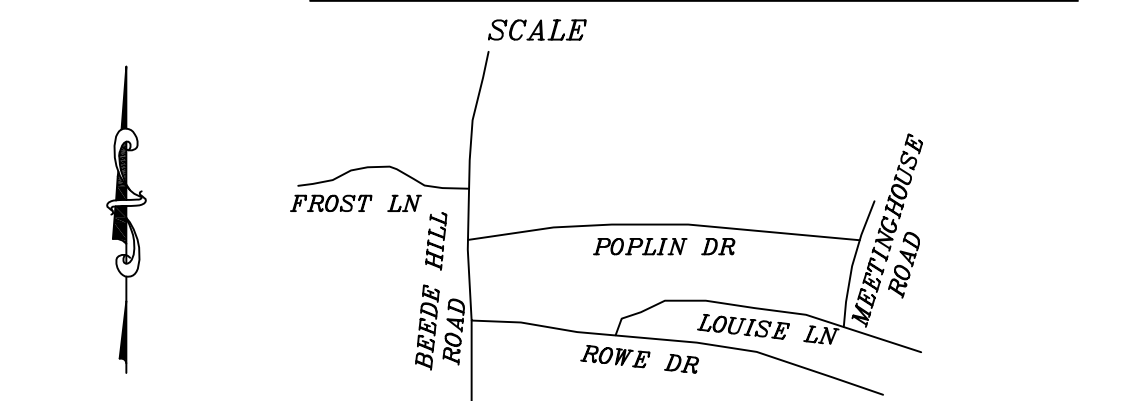 SCALE
FROST LN
BEEDE HILL
ROAD
POPLIN DR
MEETINGHOUSE
ROAD
LOUISE LN
ROWE DR